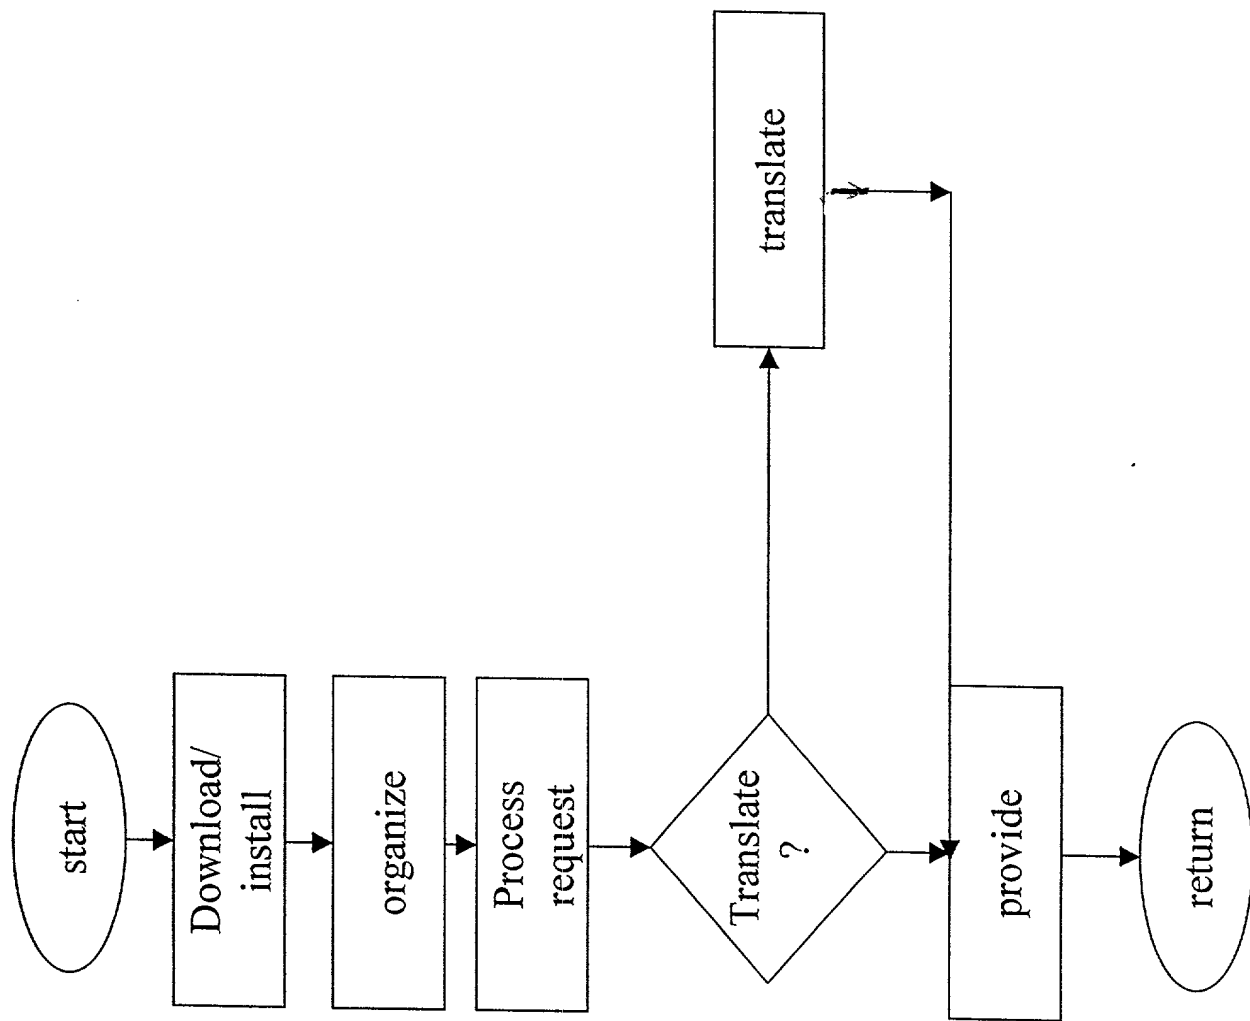 start
Download/
install
organize
Process
request
Translate
?
translate
provide
return